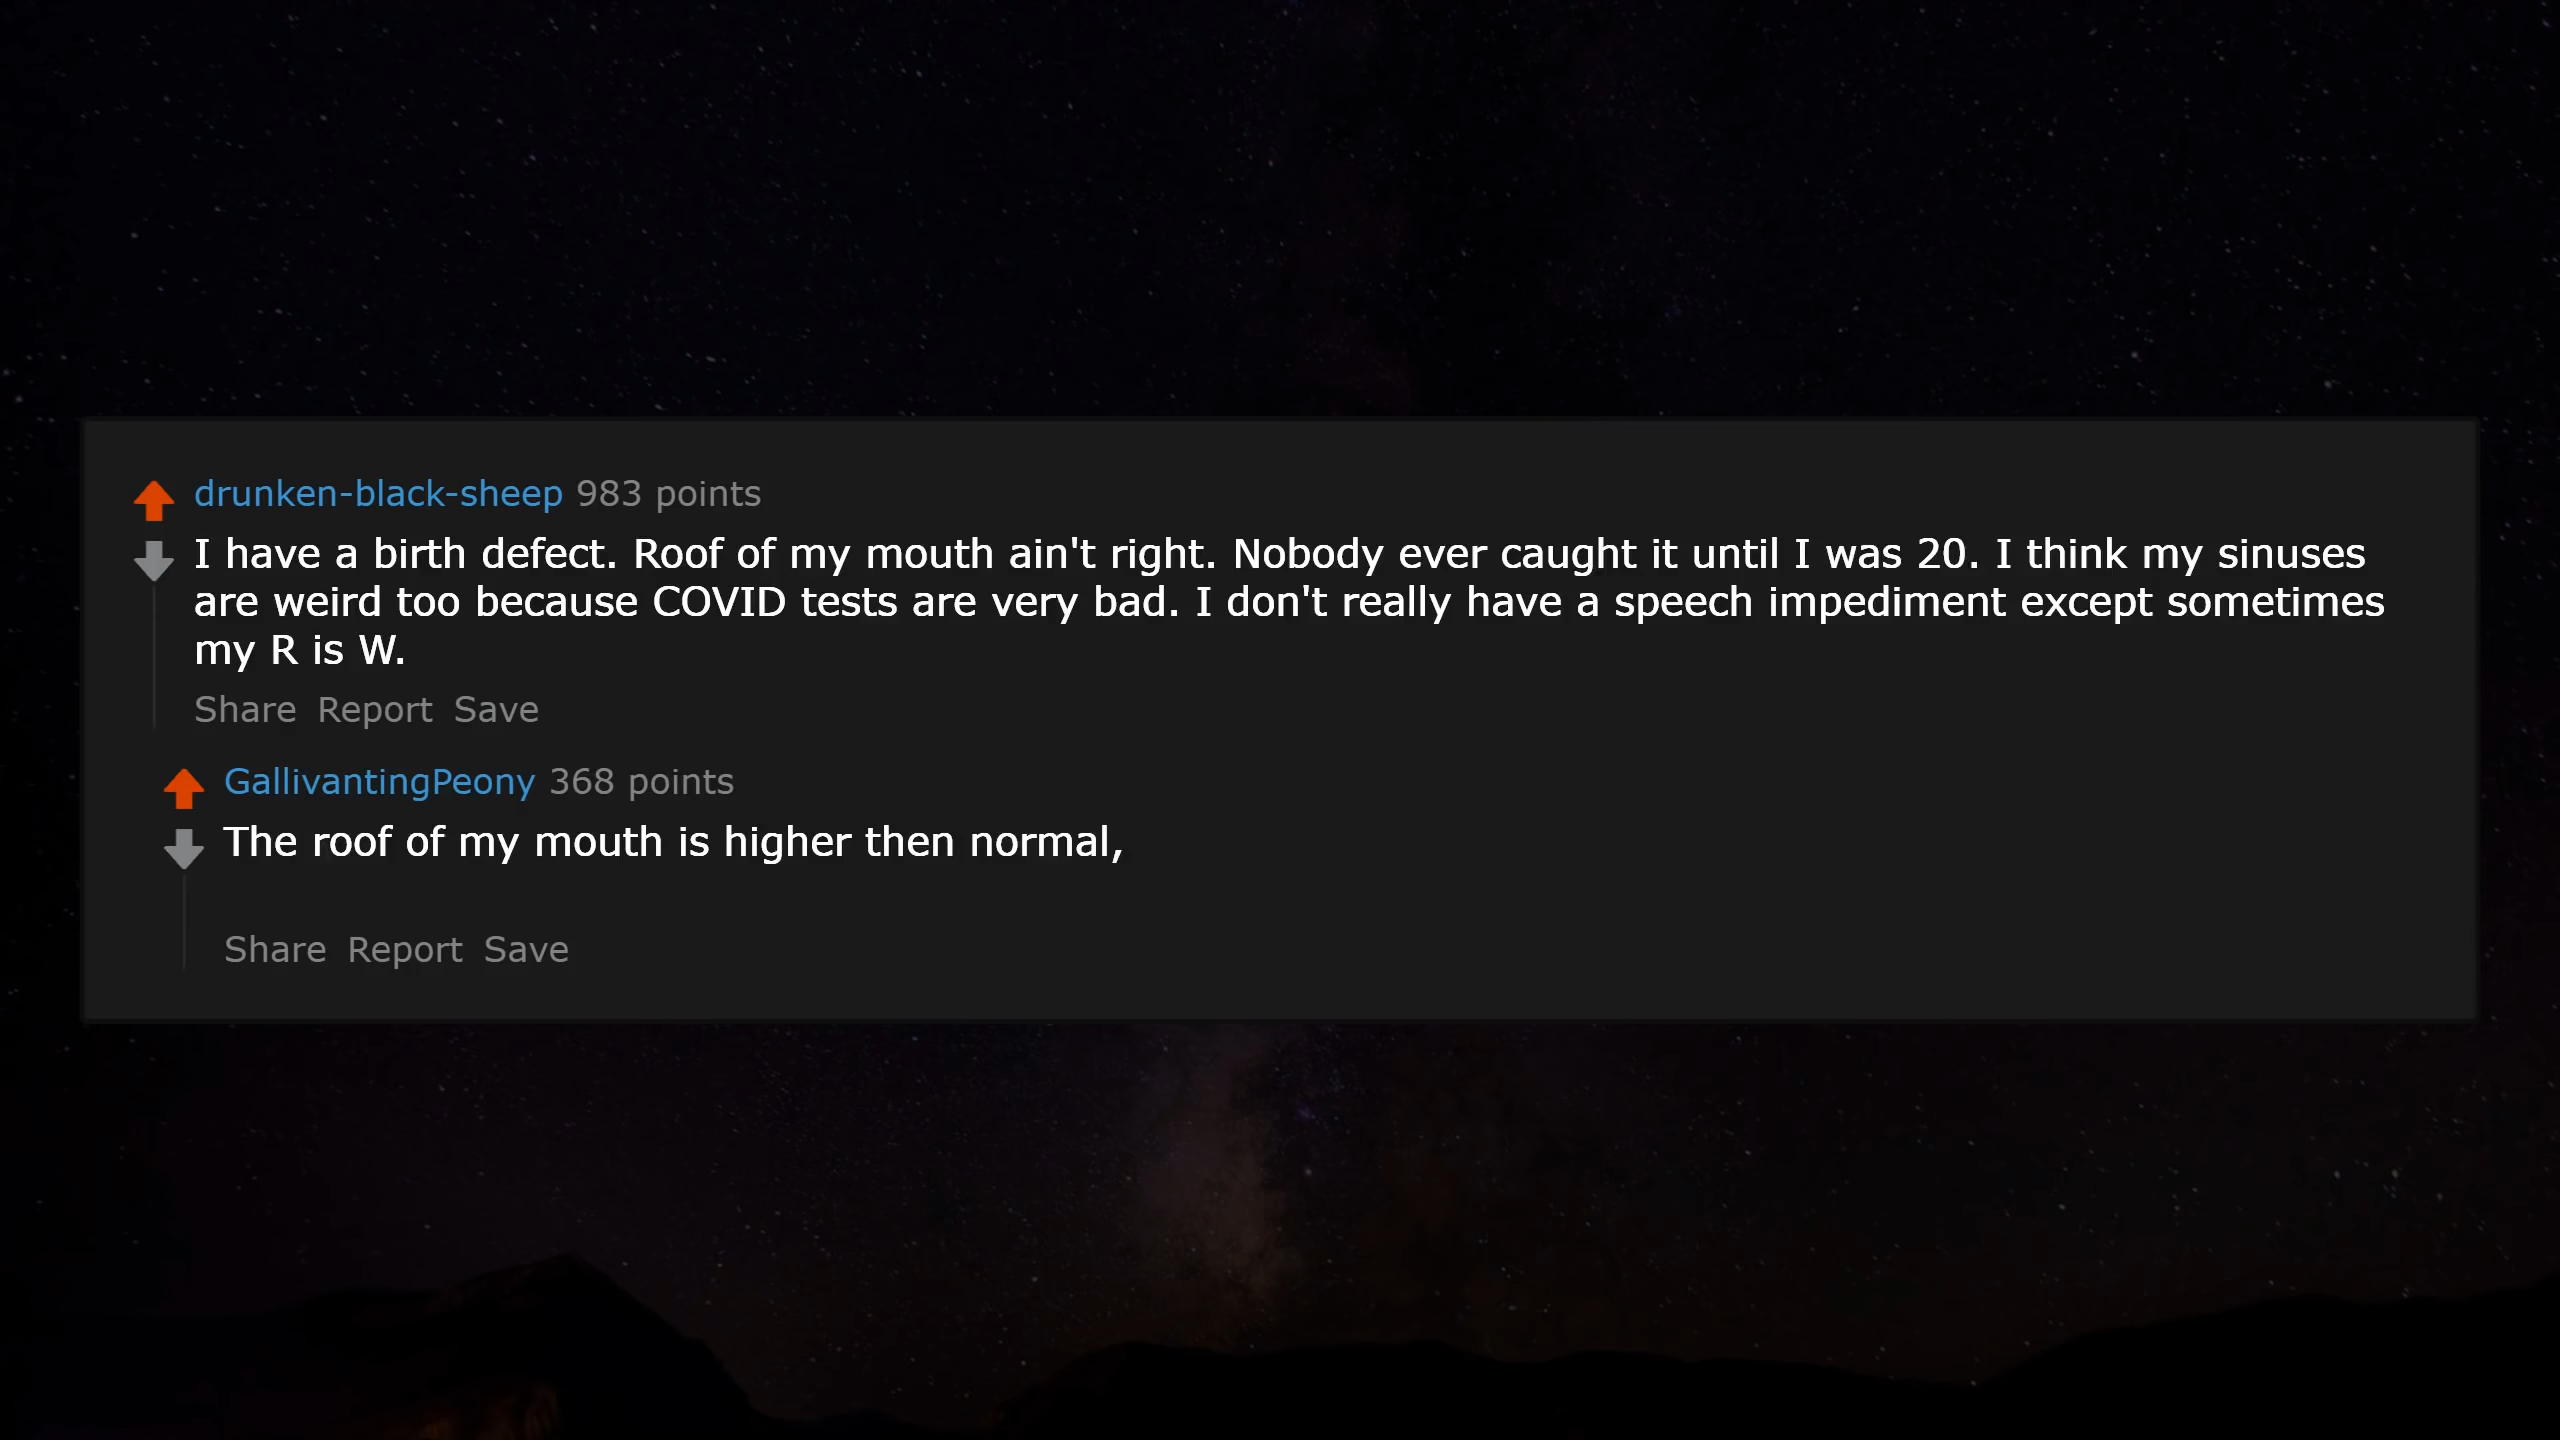 drunken-black-sheep 983 points
I have a birth defect. Roof of my mouth ain't right. Nobody ever caught it until I was 20. I think my sinuses
are weird too because COVID tests are very bad. I don't really have a speech impediment except sometimes
my R is W.
Share Report Save
GallivantingPeony 368 points
The roof of my mouth is higher then normal,
Share Report Save